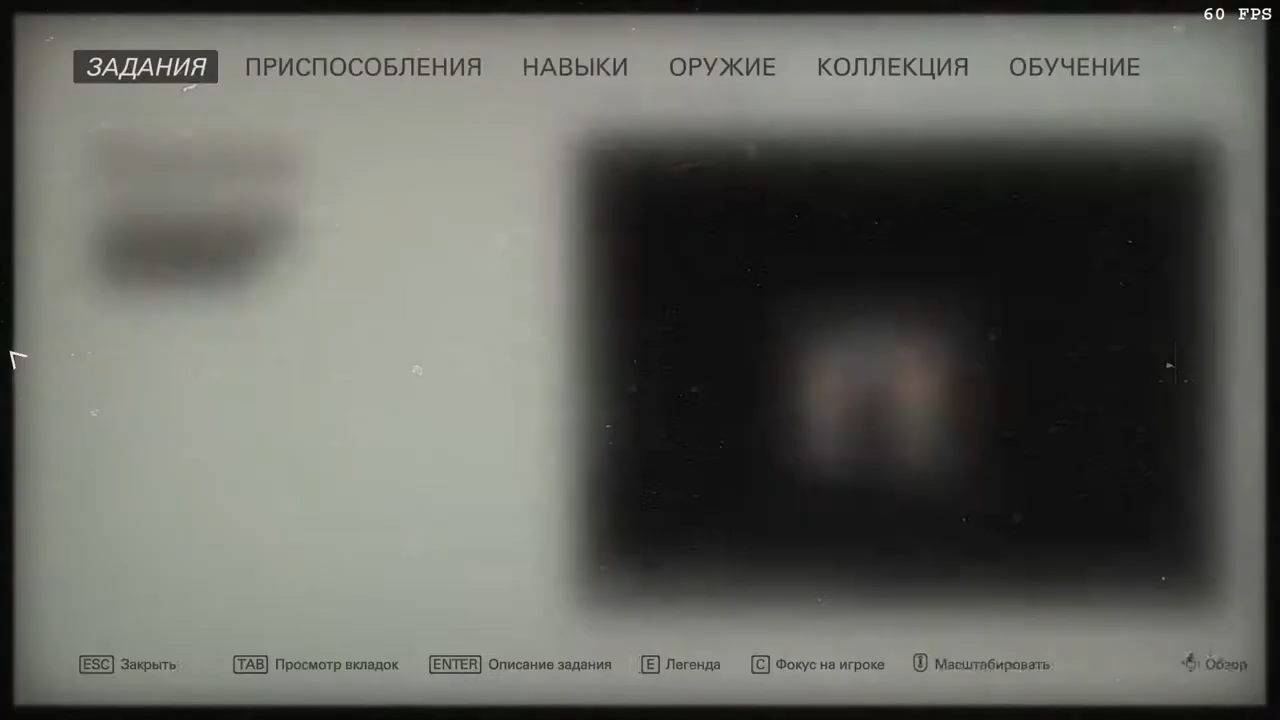 60 FPS
ЗАДАНИЯ ПРИСПОСОБЛЕНИЯ НАВЫКИ ОРУЖИЕ КОЛЛЕКЦИЯ ОБУЧЕНИЕ
ESC Закрыть TAB Просмотр вкладок ENTER Описание задания E Легенда C Фокус на игроке Масштабировать Обзор